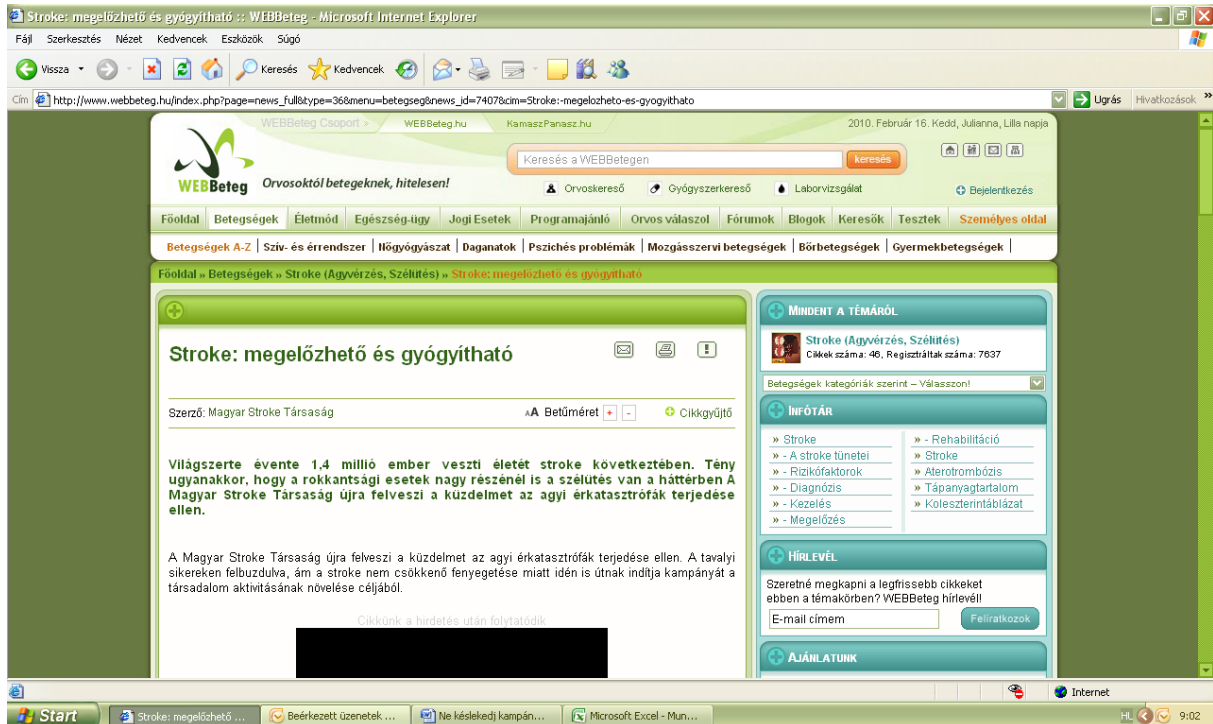 Stroke: megelőzhető és gyógyítható :: WEBBeteg - Microsoft Internet Explorer
Fájl Szerkesztés Nézet Kedvencek Eszközök Súgó
Vissza Keresés Kedvencek
Cím http://www.webbeteg.hu/index.php?page=news_full&type=36&menu=betegseg&news_id=7407&cim=Stroke:-megelozheto-es-gyogyithato Ugrás Hivatkozások »
WEBBeteg Csoport » WEBBeteg.hu KamaszPanasz.hu 2010. Február 16. Kedd, Julianna, Lilla napja
Keresés a WEBBetegen keresés
WEBBeteg Orvosoktól betegeknek, hitelesen!
Orvoskereső Gyógyszerkereső Laborvizsgálat Bejelentkezés
Főoldal Betegségek Életmód Egészség-ügy Jogi Esetek Programajánló Orvos válaszol Fórumok Blogok Keresők Tesztek Személyes oldal
Betegségek A-Z | Szív- és érrendszer | Nőgyógyászat | Daganatok | Pszichés problémák | Mozgásszervi betegségek | Bőrbetegségek | Gyermekbetegségek |
Főoldal » Betegségek » Stroke (Agyvérzés, Szélütés) » Stroke: megelőzhető és gyógyítható
Stroke: megelőzhető és gyógyítható
Szerző: Magyar Stroke Társaság AA Betűméret + - Cikkgyűjtő
Világszerte évente 1,4 millió ember veszti életét stroke következtében. Tény
ugyanakkor, hogy a rokkantsági esetek nagy részénél is a szélütés van a háttérben A
Magyar Stroke Társaság újra felveszi a küzdelmet az agyi érkatasztrófák terjedése
ellen.
A Magyar Stroke Társaság újra felveszi a küzdelmet az agyi érkatasztrófák terjedése ellen. A tavalyi
sikereken felbuzdulva, ám a stroke nem csökkenő fenyegetése miatt idén is útnak indítja kampányát a
társadalom aktivitásának növelése céljából.
Cikkünk a hirdetés után folytatódik
MINDENT A TÉMÁRÓL
Stroke (Agyvérzés, Szélütés)
Cikkek száma: 46, Regisztráltak száma: 7637
Betegségek kategóriák szerint – Válasszon!
INFÓTÁR
» Stroke
» - A stroke tünetei
» - Rizikófaktorok
» - Diagnózis
» - Kezelés
» - Megelőzés
» - Rehabilitáció
» Stroke
» Aterotrombózis
» Tápanyagtartalom
» Koleszterintáblázat
HÍRLEVÉL
Szeretné megkapni a legfrissebb cikkeket
ebben a témakörben? WEBBeteg hírlevél!
E-mail címem Feliratkozok
AJÁNLATUNK
Internet
Start Stroke: megelőzhető ... Beérkezett üzenetek ... Ne késlekedj kampán... Microsoft Excel - Mun... HU 9:02